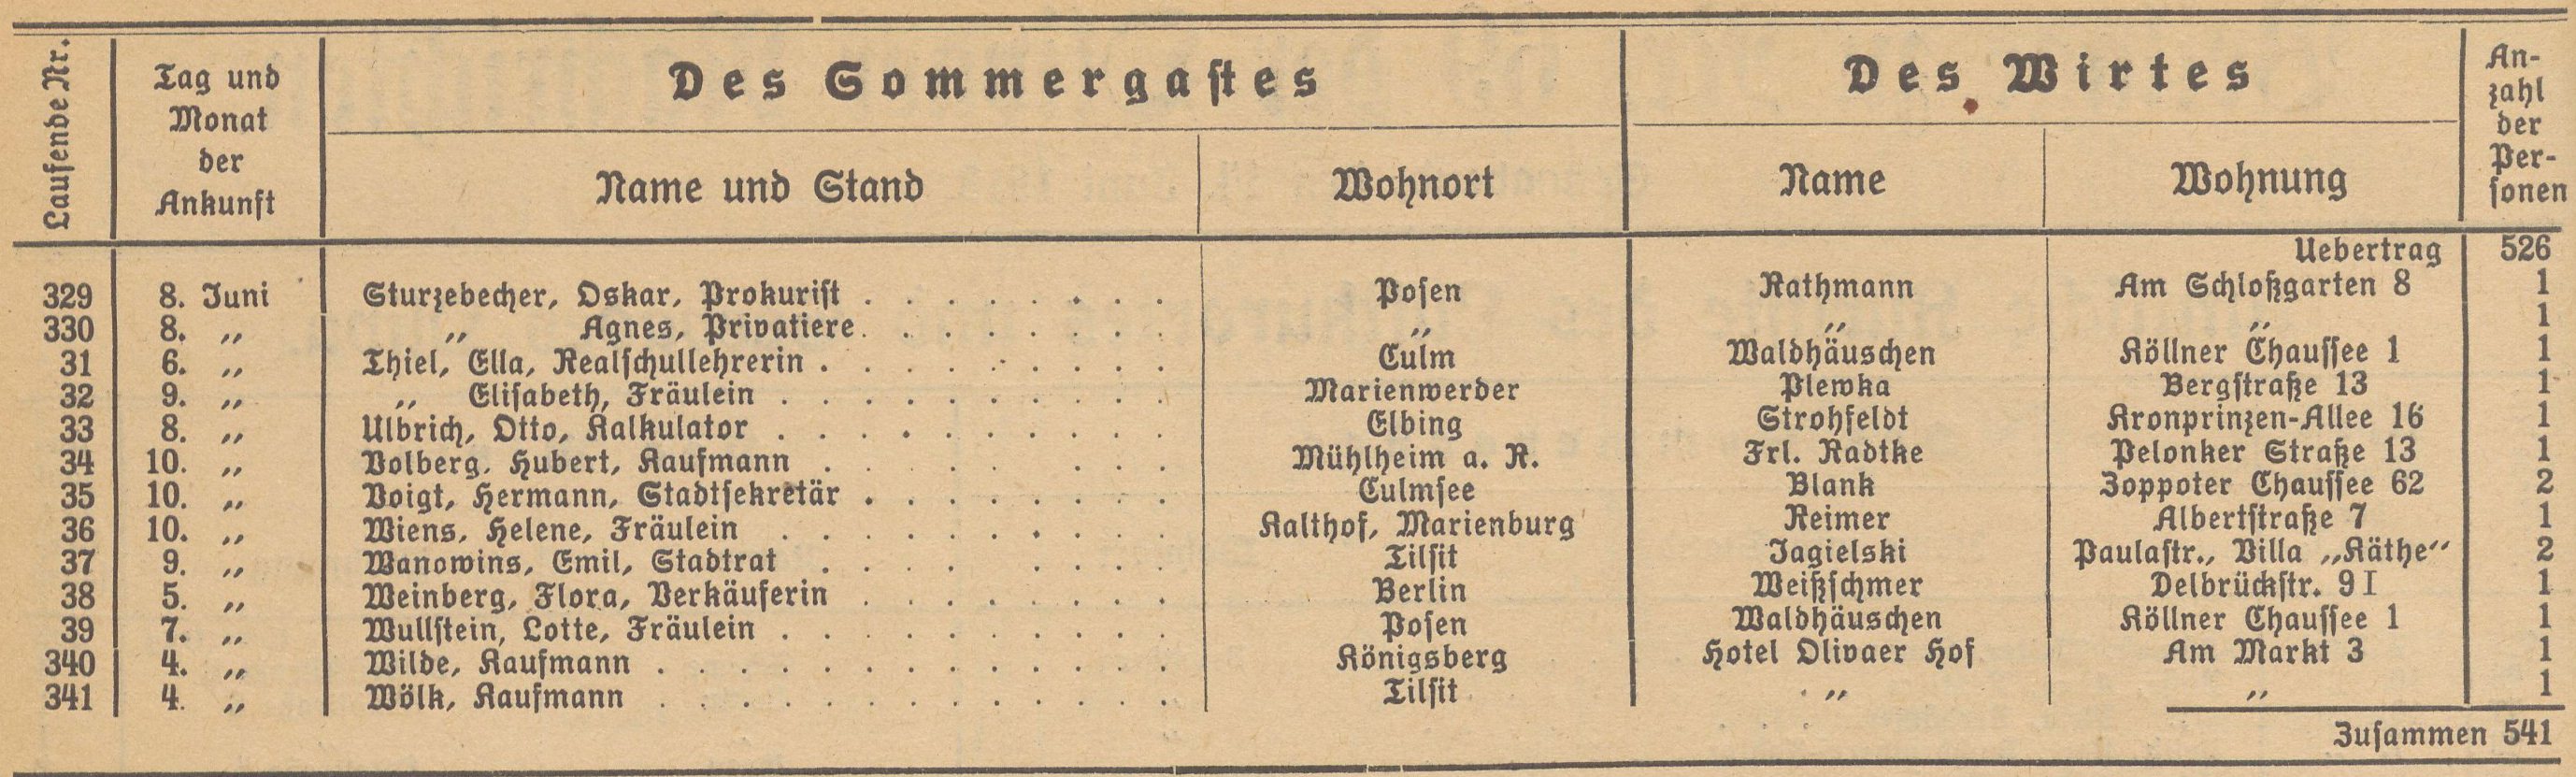 Laufende Nr.
Tag und Monat der Ankunft
Des Sommergastes
Des Wirtes
An-zahl der Per-sonen
Name und Stand
Wohnort
Name
Wohnung
Uebertrag 526
329 8. Juni Sturzebecher, Oskar, Prokurist . . . . . . . . Posen Rathmann Am Schloßgarten 8 1
330 8. „ „ Agnes, Privatiere . . . . . . . . „ „ „ 1
31 6. „ Thiel, Ella, Realschullehrerin . . . . . . . . . Culm Waldhäuschen Köllner Chaussee 1 1
32 9. „ „ Elisabeth, Fräulein . . . . . . . . . . Marienwerder Plewka Bergstraße 13 1
33 8. „ Ulbrich, Otto, Kalkulator . . . . . . . . . . Elbing Strohfeldt Kronprinzen-Allee 16 1
34 10. „ Volberg, Hubert, Kaufmann . . . . . . . . Mühlheim a. R. Frl. Radtke Pelonker Straße 13 1
35 10. „ Voigt, Hermann, Stadtsekretär . . . . . . . . Culmsee Blank Zoppoter Chaussee 62 2
36 10. „ Wiens, Helene, Fräulein . . . . . . . . . . Kalthof, Marienburg Reimer Albertstraße 7 1
37 9. „ Wanowins, Emil, Stadtrat . . . . . . . . Tilsit Jagielski Paulastr., Villa „Käthe“ 2
38 5. „ Weinberg, Flora, Verkäuferin . . . . . . . . Berlin Weißschmer Delbrückstr. 9 I 1
39 7. „ Wullstein, Lotte, Fräulein . . . . . . . . . . Posen Waldhäuschen Köllner Chaussee 1 1
340 4. „ Wilde, Kaufmann . . . . . . . . . . . . . Königsberg Hotel Olivaer Hof Am Markt 3 1
341 4. „ Wölk, Kaufmann . . . . . . . . . . . . . Tilsit „ „ 1
Zusammen 541